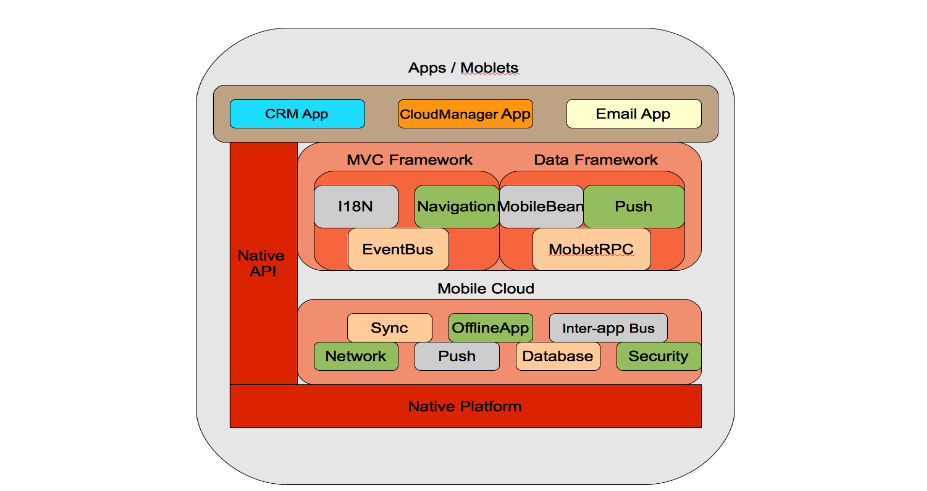 Apps / Moblets
CRM App
CloudManager App
Email App
MVC Framework
Data Framework
I18N
Navigation
MobileBean
Push
EventBus
MobletRPC
Native
API
Mobile Cloud
Sync
OfflineApp
Inter-app Bus
Network
Push
Database
Security
Native Platform